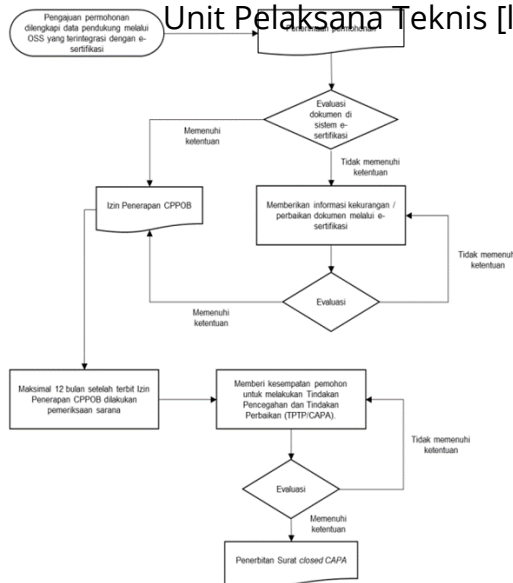 Unit Pelaksana Teknis [l
Pengajuan permohonan
dilengkapi data pendukung melalui
OSS yang terintegrasi dengan e-
sertifikasi
Penerimaan permohonan
Evaluasi
dokumen di
sistem e-
sertifikasi
Memenuhi
ketentuan
Tidak memenuhi
ketentuan
Izin Penerapan CPPOB
Memberikan informasi kekurangan /
perbaikan dokumen melalui e-
sertifikasi
Tidak memenuh
ketentuan
Evaluasi
Memenuhi
ketentuan
Maksimal 12 bulan setelah terbit Izin
Penerapan CPPOB dilakukan
pemeriksaan sarana
Memberi kesempatan pemohon
untuk melakukan Tindakan
Pencegahan dan Tindakan
Perbaikan (TPTP/CAPA).
Tidak memenuhi
ketentuan
Evaluasi
Memenuhi
ketentuan
Penerbitan Surat closed CAPA